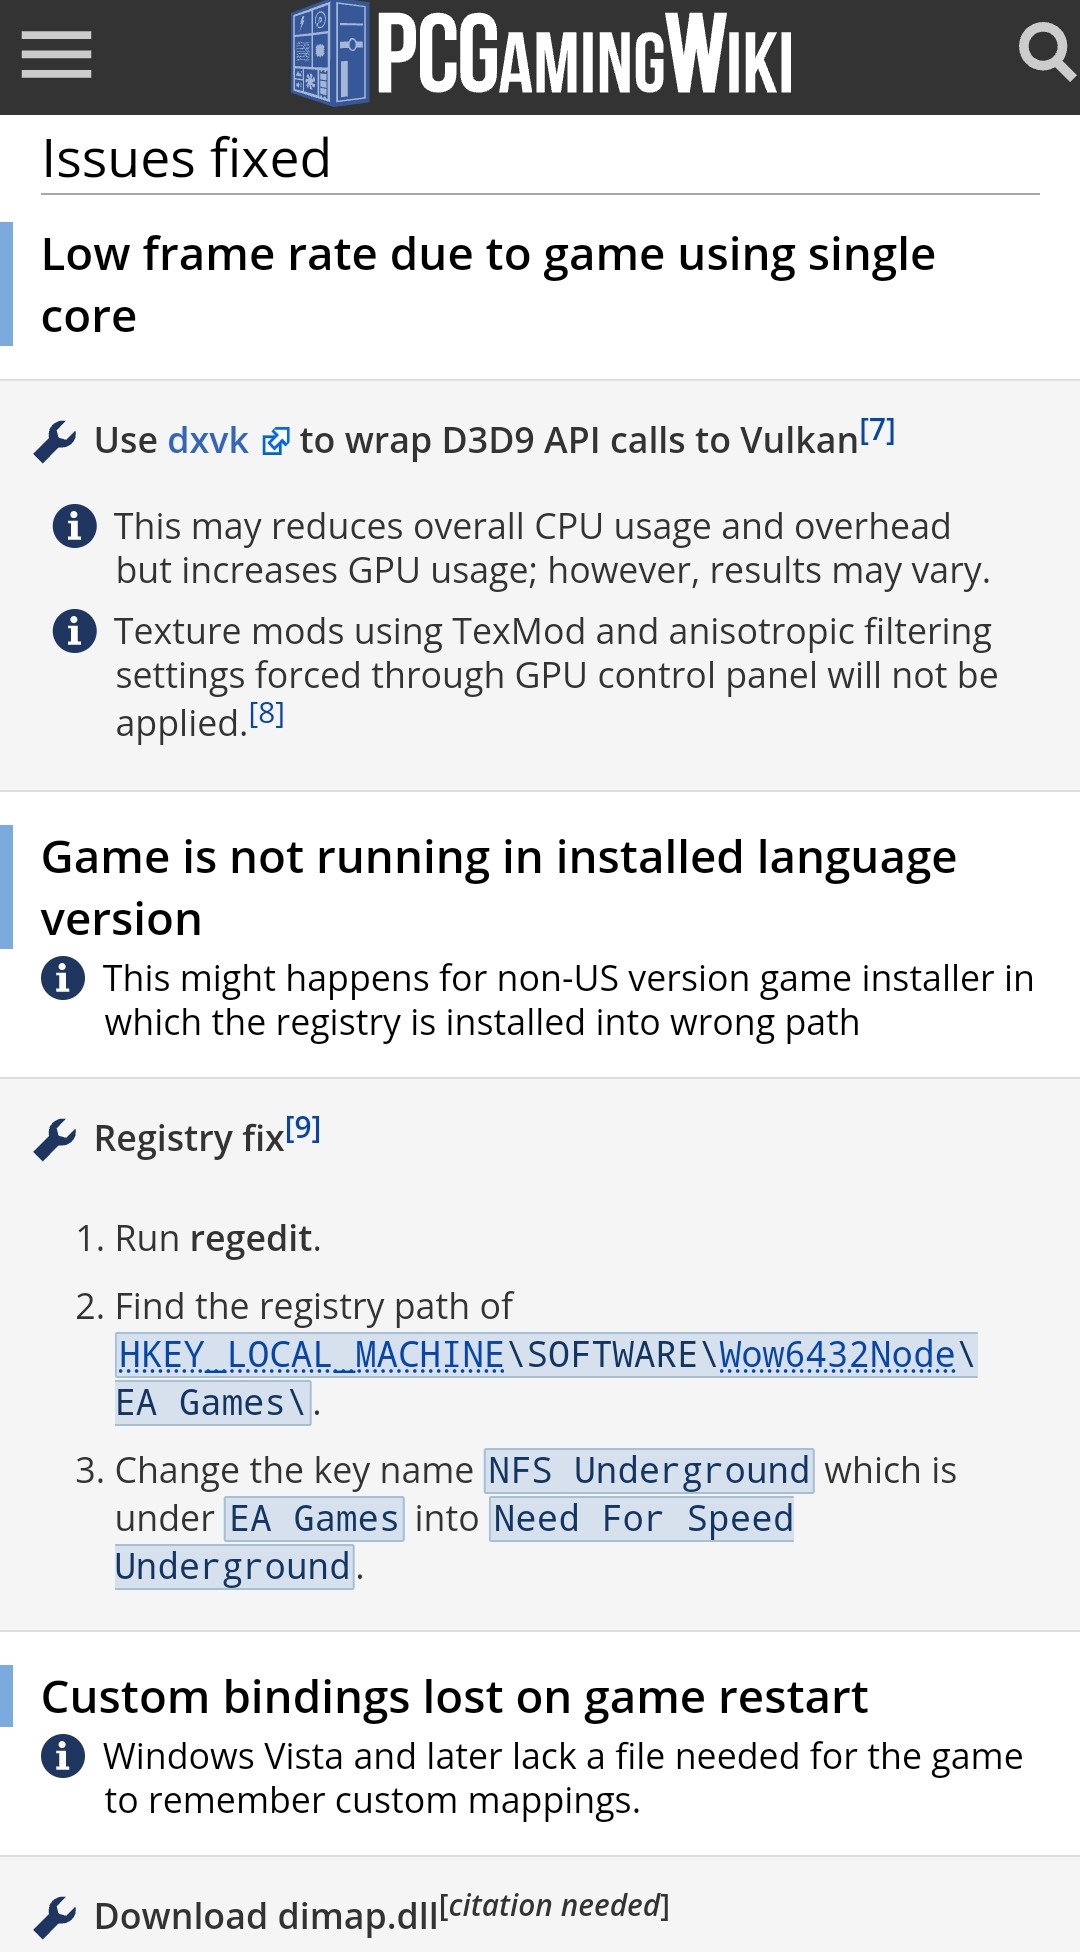 PCGamingWiki
Issues fixed
Low frame rate due to game using single
core
Use dxvk to wrap D3D9 API calls to Vulkan[7]
This may reduces overall CPU usage and overhead
but increases GPU usage; however, results may vary.
Texture mods using TexMod and anisotropic filtering
settings forced through GPU control panel will not be
applied.[8]
Game is not running in installed language
version
This might happens for non-US version game installer in
which the registry is installed into wrong path
Registry fix[9]
1. Run regedit.
2. Find the registry path of
HKEY_LOCAL_MACHINE\SOFTWARE\Wow6432Node\
EA Games\.
3. Change the key name NFS Underground which is
under EA Games into Need For Speed
Underground.
Custom bindings lost on game restart
Windows Vista and later lack a file needed for the game
to remember custom mappings.
Download dimap.dll[citation needed]